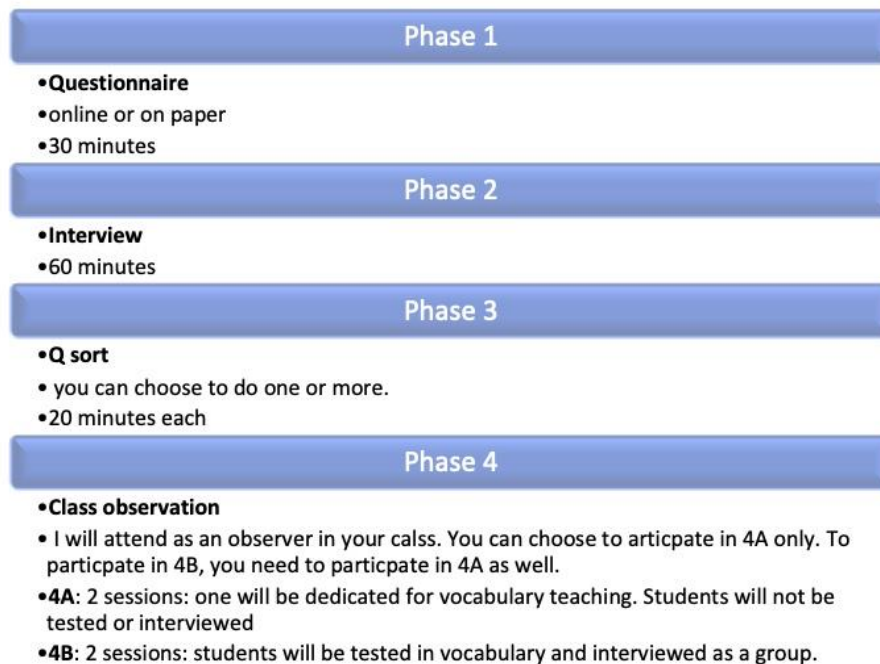 Phase 1
•Questionnaire
•online or on paper
•30 minutes
Phase 2
•Interview
•60 minutes
Phase 3
•Q sort
• you can choose to do one or more.
•20 minutes each
Phase 4
•Class observation
• I will attend as an observer in your calss. You can choose to articpate in 4A only. To
particpate in 4B, you need to particpate in 4A as well.
•4A: 2 sessions: one will be dedicated for vocabulary teaching. Students will not be
tested or interviewed
•4B: 2 sessions: students will be tested in vocabulary and interviewed as a group.